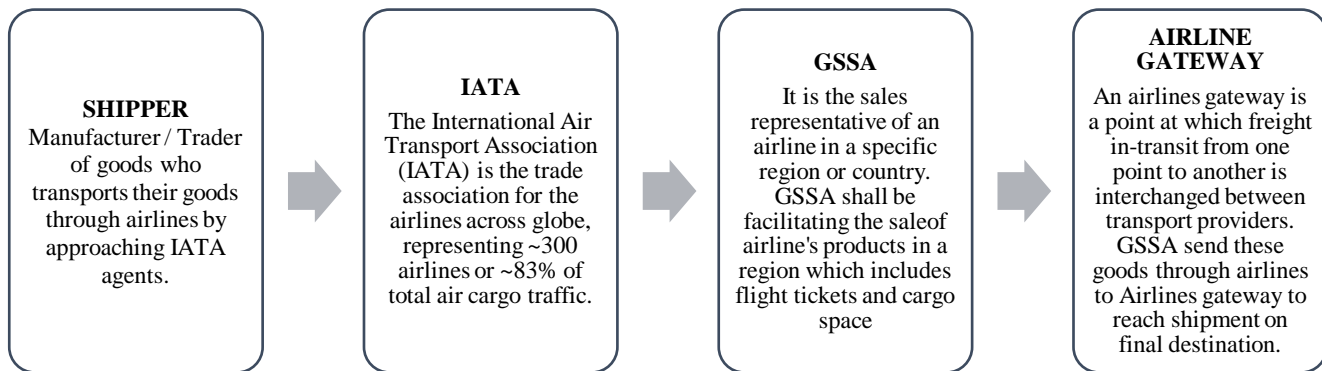 SHIPPER
Manufacturer / Trader
of goods who
transports their goods
through airlines by
approaching IATA
agents.
IATA
The International Air
Transport Association
(IATA) is the trade
association for the
airlines across globe,
representing ~300
airlines or ~83% of
total air cargo traffic.
GSSA
It is the sales
representative of an
airline in a specific
region or country.
GSSA shall be
facilitating the saleof
airline's products in a
region which includes
flight tickets and cargo
space
AIRLINE
GATEWAY
An airlines gateway is
a point at which freight
in-transit from one
point to another is
interchanged between
transport providers.
GSSA send these
goods through airlines
to Airlines gateway to
reach shipment on
final destination.